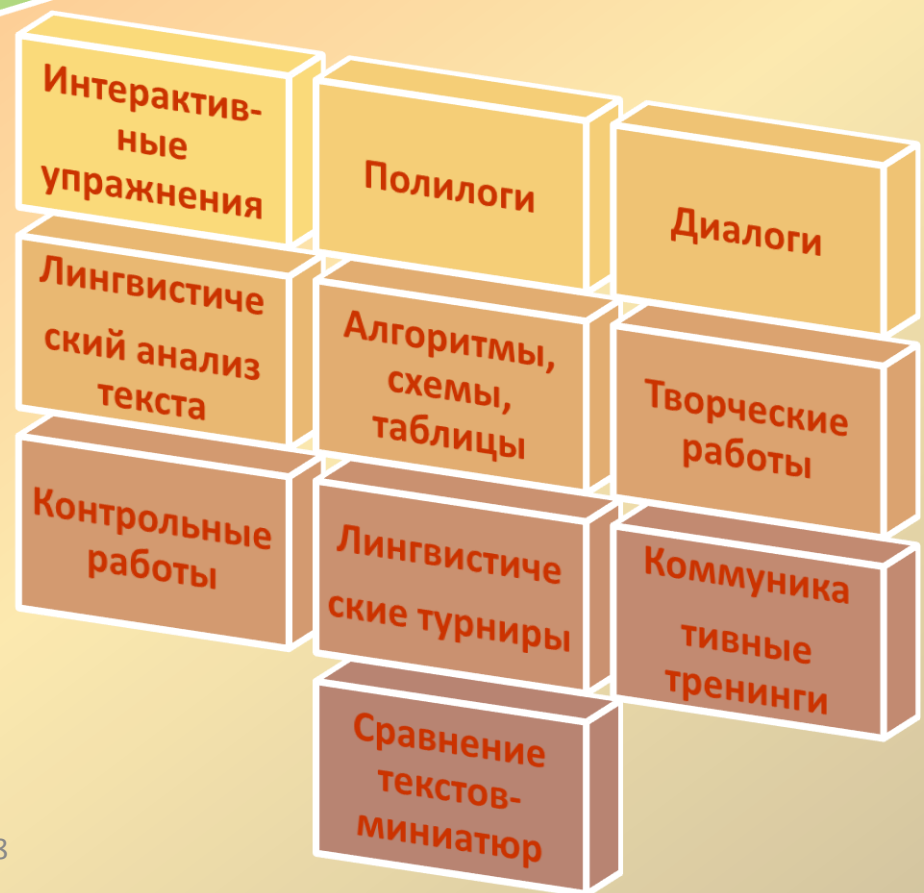 Интерактив-
ные
упражнения
Полилоги
Диалоги
Лингвистиче
ский анализ
текста
Алгоритмы,
схемы,
таблицы
Творческие
работы
Контрольные
работы
Лингвистиче
ские турниры
Коммуника
тивные
тренинги
Сравнение
текстов-
миниатюр